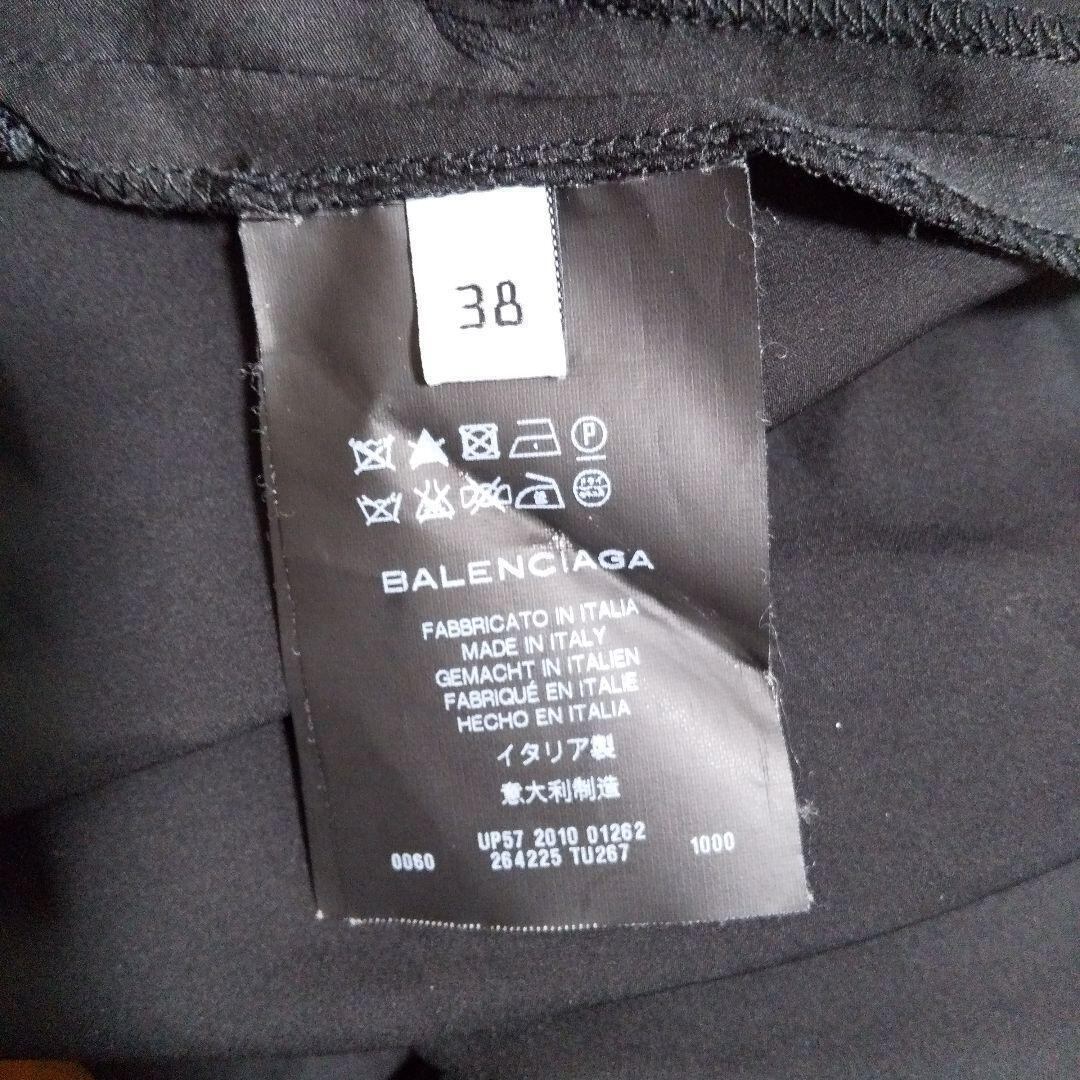 38
P
BALENCIAGA
FABBRICATO IN ITALIA
MADE IN ITALY
GEMACHT IN ITALIEN
FABRIQUÉ EN ITALIE
HECHO EN ITALIA
イタリア製
意大利制造
UP57 2010 01262
0060 264225 TU267 1000